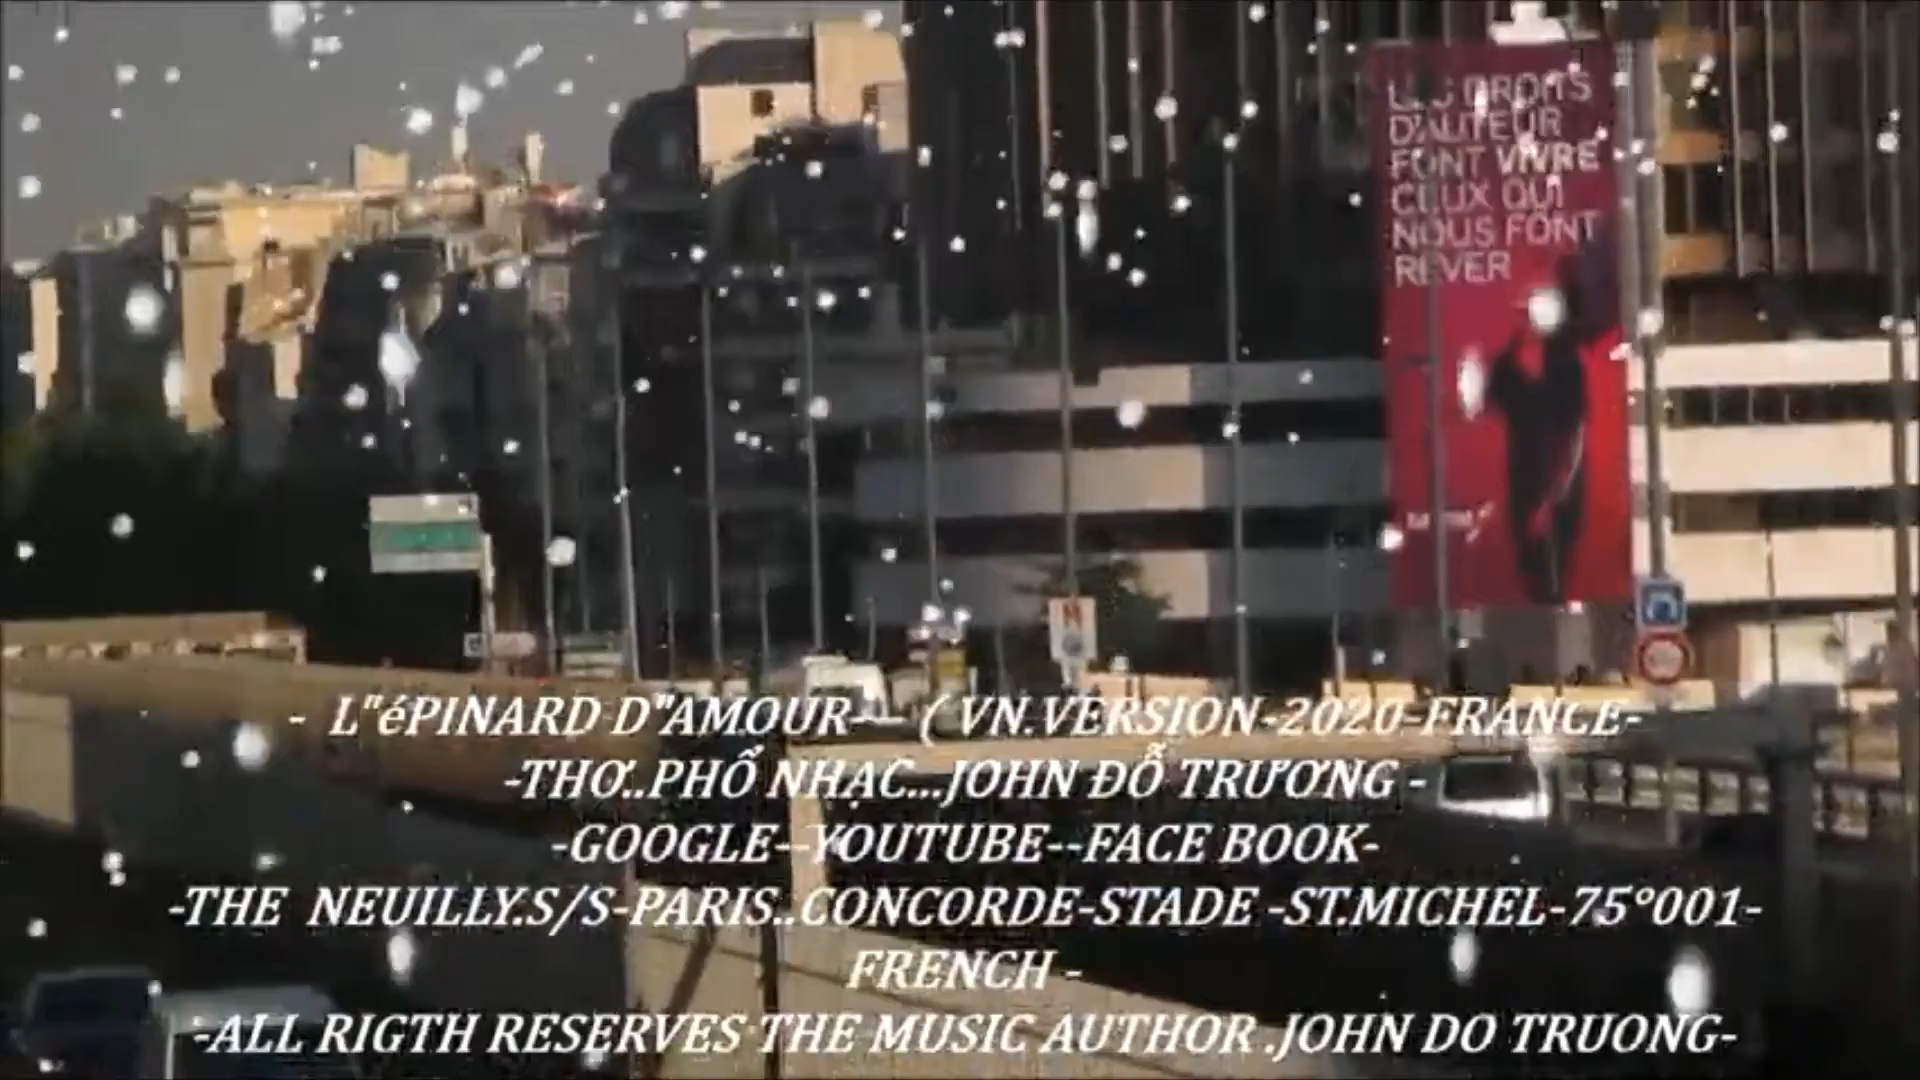 LES DROITS
D'AUTEUR
FONT VIVRE
CEUX QUI
NOUS FONT
RÊVER
- L"éPINARD D"AMOUR-- ( VN.VERSION-2020-FRANCE-
-THƠ..PHỔ NHẠC...JOHN ĐỖ TRƯƠNG -
-GOOGLE--YOUTUBE--FACE BOOK-
-THE NEUILLY.S/S-PARIS..CONCORDE-STADE -ST.MICHEL-75°001-
FRENCH -
-ALL RIGTH RESERVES THE MUSIC AUTHOR .JOHN DO TRUONG-